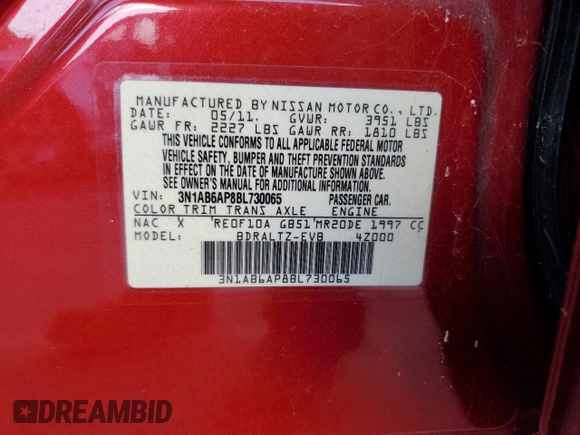 MANUFACTURED BY NISSAN MOTOR CO., LTD.
DATE: 05/11. GVWR: 3951 LBS
GAWR FR: 2227 LBS GAWR RR: 1810 LBS
THIS VEHICLE CONFORMS TO ALL APPLICABLE FEDERAL MOTOR
VEHICLE SAFETY, BUMPER AND THEFT PREVENTION STANDARDS
IN EFFECT ON THE DATE OF MANUFACTURE SHOWN ABOVE.
SEE OWNER'S MANUAL FOR ADDITIONAL INFORMATION.
VIN: 3N1AB6AP8BL730065 PASSENGER CAR.
COLOR TRIM TRANS AXLE ENGINE
NAC X RE0F10A GB51 MR20DE 1997 CC
MODEL: BDRALTZ-EVB 4Z000
3N1AB6AP8BL730065
DREAMBID